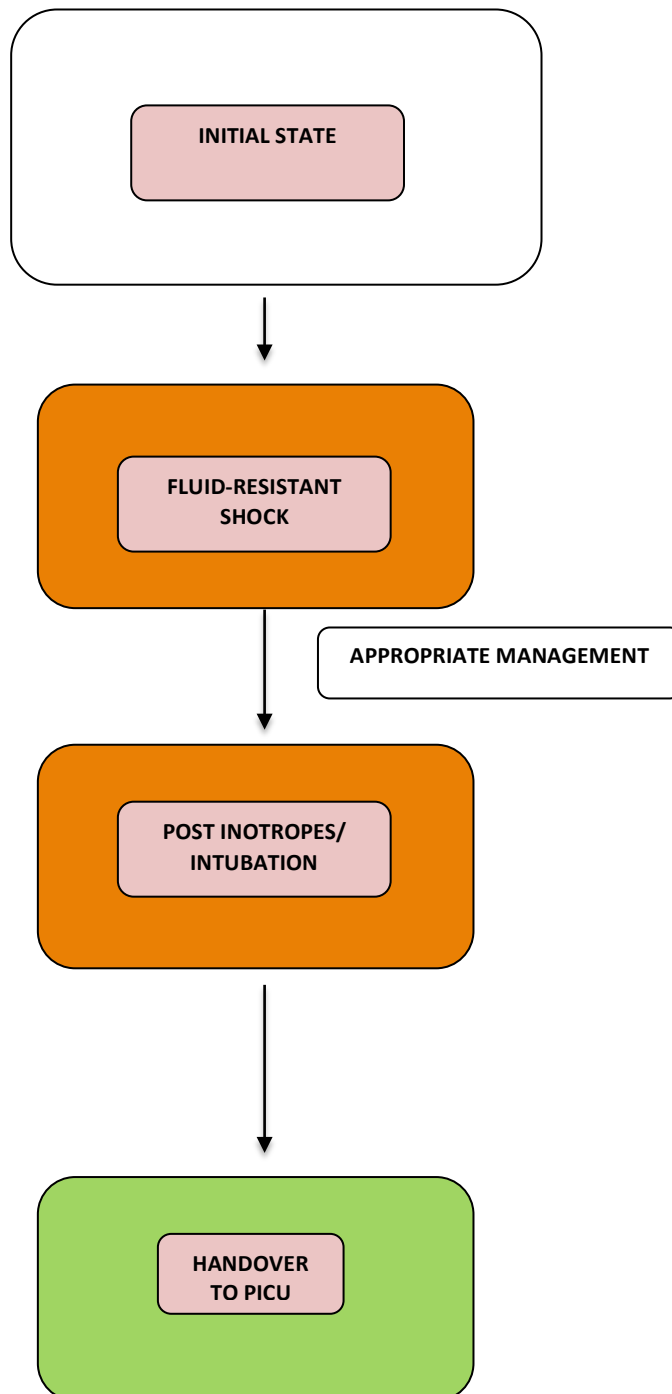 INITIAL STATE
FLUID-RESISTANT
SHOCK
APPROPRIATE MANAGEMENT
POST INOTROPES/
INTUBATION
HANDOVER
TO PICU